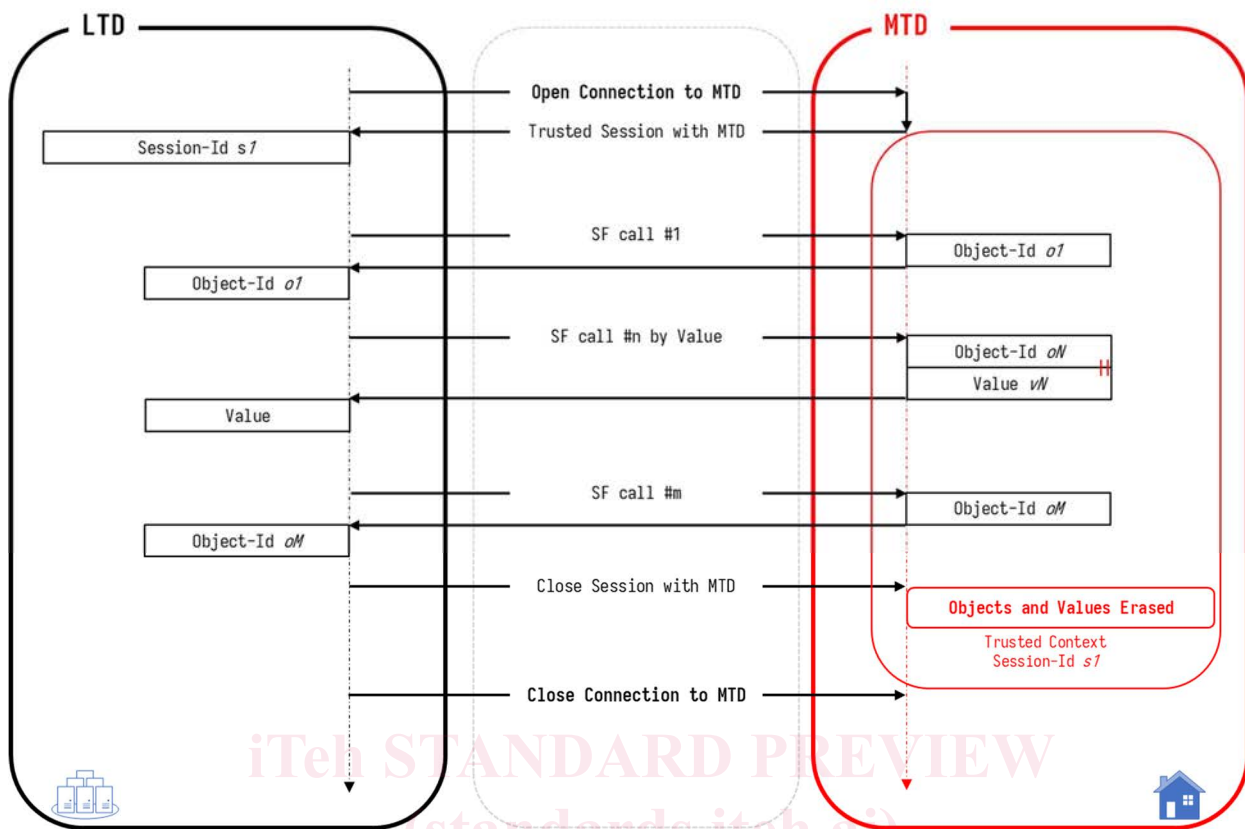 LTD
MTD
Open Connection to MTD
Trusted Session with MTD
Session-Id s1
SF call #1
Object-Id o1
Object-Id o1
SF call #n by Value
Object-Id oN
Value vN
Value
SF call #m
Object-Id oM
Object-Id oM
Close Session with MTD
Objects and Values Erased
Trusted Context
Session-Id s1
Close Connection to MTD
iTeh STANDARD PREVIEW
(standards.iteh.ai)